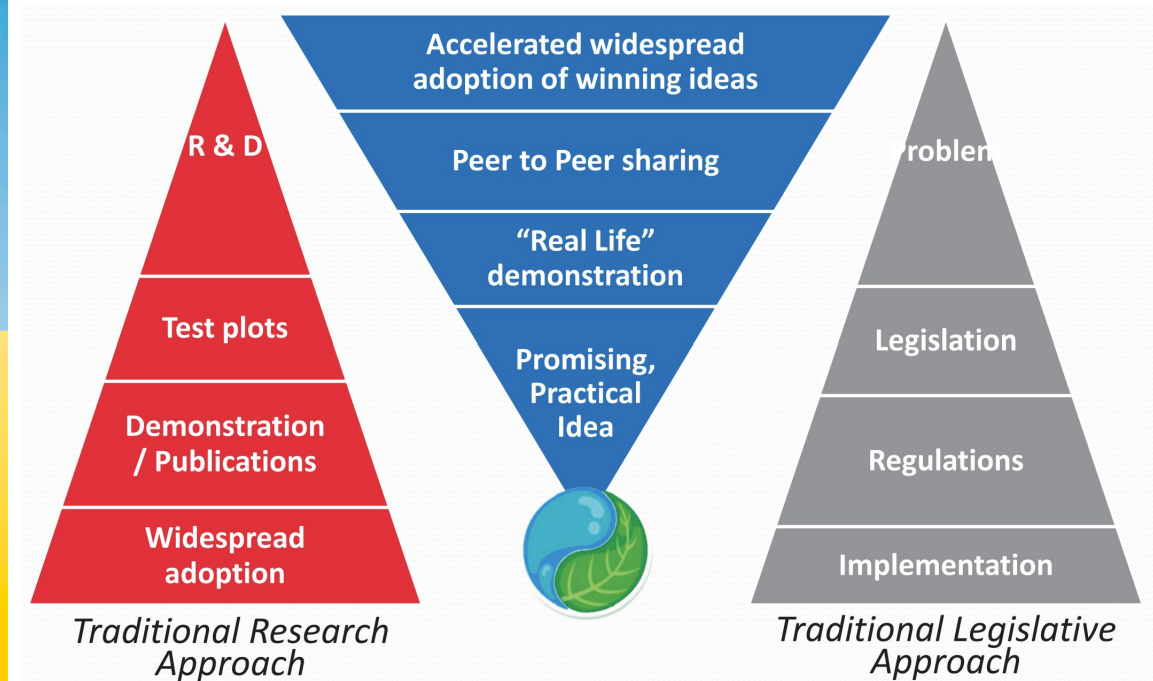 R & D
Test plots
Demonstration
/ Publications
Widespread
adoption
Traditional Research
Approach
Accelerated widespread
adoption of winning ideas
Peer to Peer sharing
“Real Life”
demonstration
Promising,
Practical
Idea
Problem
Legislation
Regulations
Implementation
Traditional Legislative
Approach